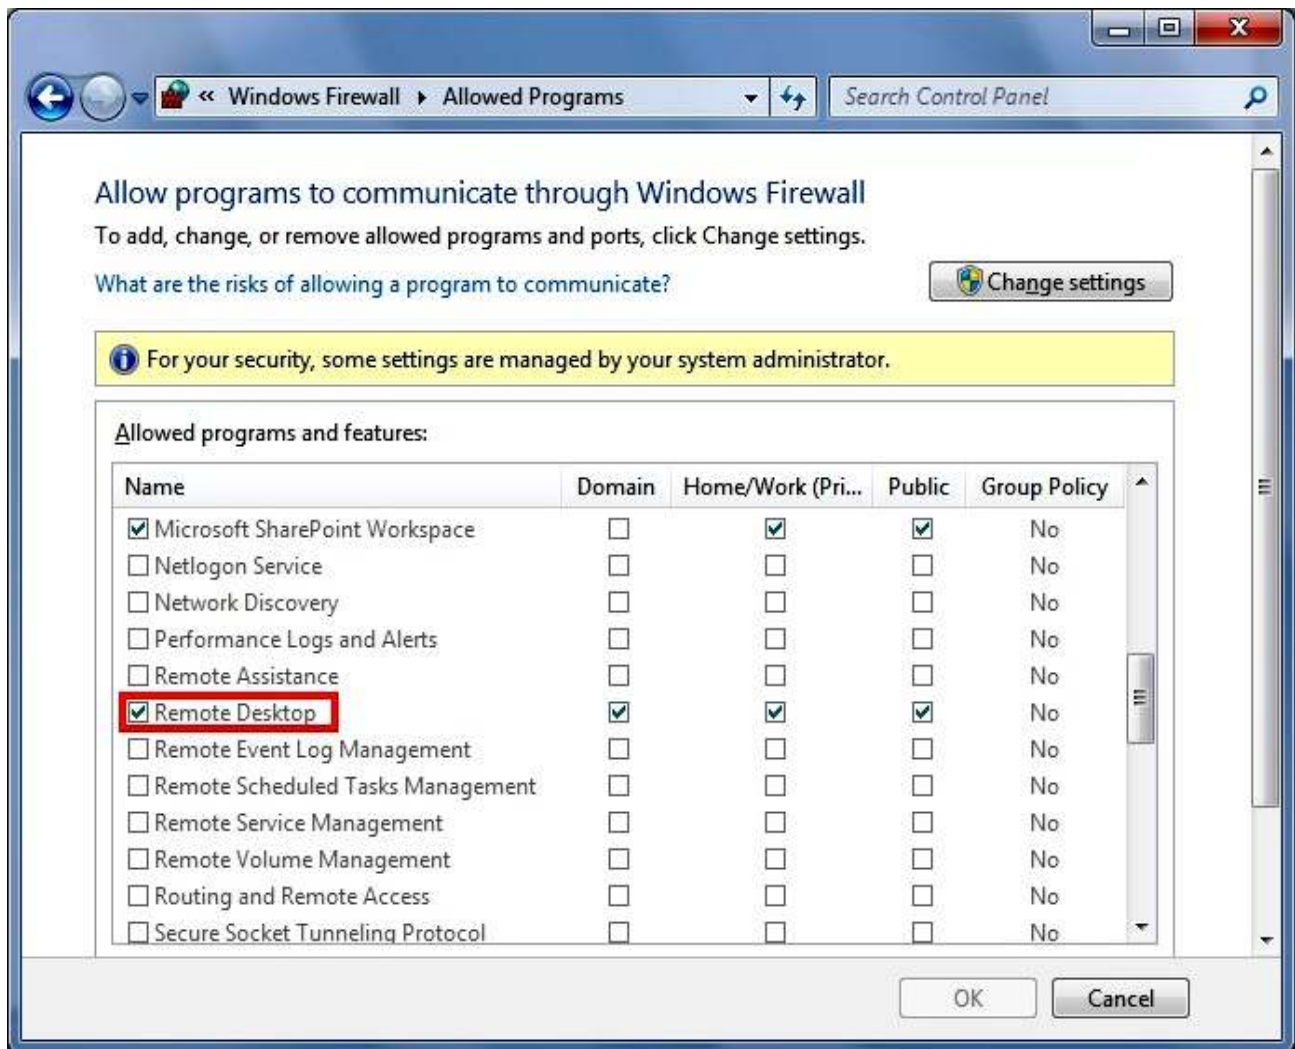 « Windows Firewall ▸ Allowed Programs
Search Control Panel
Allow programs to communicate through Windows Firewall
To add, change, or remove allowed programs and ports, click Change settings.
What are the risks of allowing a program to communicate?
Change settings
For your security, some settings are managed by your system administrator.
Allowed programs and features:
Name Domain Home/Work (Pri... Public Group Policy
Microsoft SharePoint Workspace No
Netlogon Service No
Network Discovery No
Performance Logs and Alerts No
Remote Assistance No
Remote Desktop No
Remote Event Log Management No
Remote Scheduled Tasks Management No
Remote Service Management No
Remote Volume Management No
Routing and Remote Access No
Secure Socket Tunneling Protocol No
OK Cancel